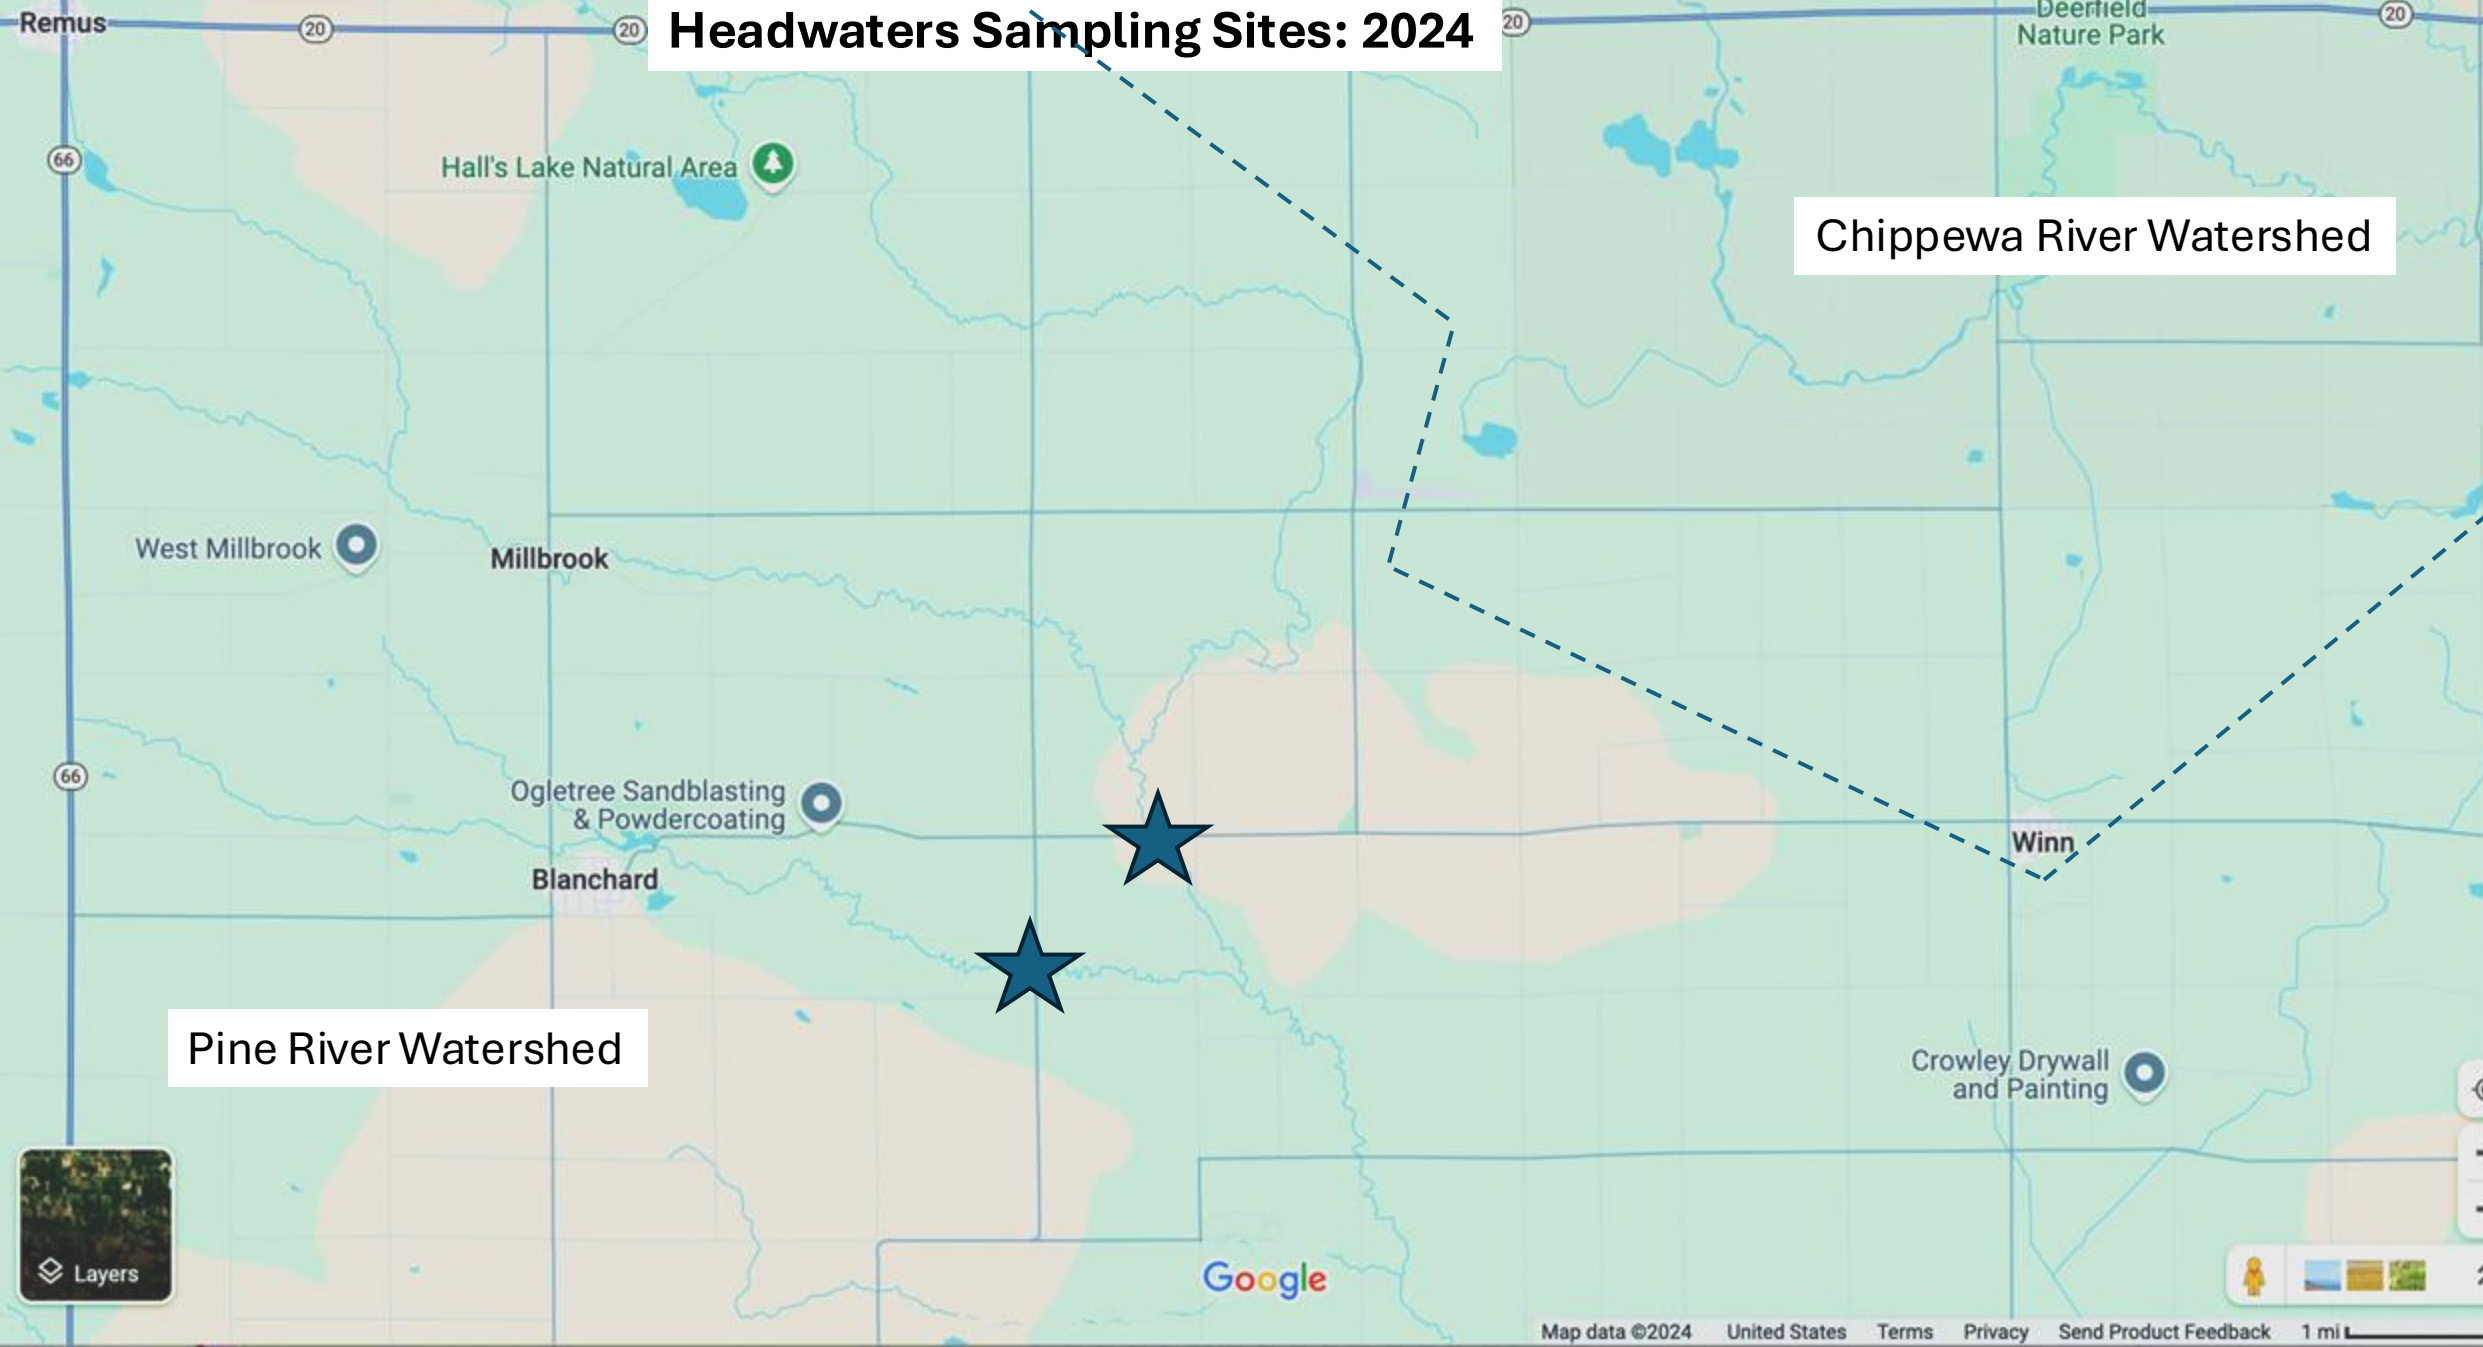 Remus
20
20
Headwaters Sampling Sites: 2024
20
Deerfield
Nature Park
20
66
Hall's Lake Natural Area
Chippewa River Watershed
West Millbrook
Millbrook
66
Ogletree Sandblasting
& Powdercoating
Blanchard
Winn
Pine River Watershed
Crowley Drywall
and Painting
Layers
Google
Map data ©2024 United States Terms Privacy Send Product Feedback 1 mi